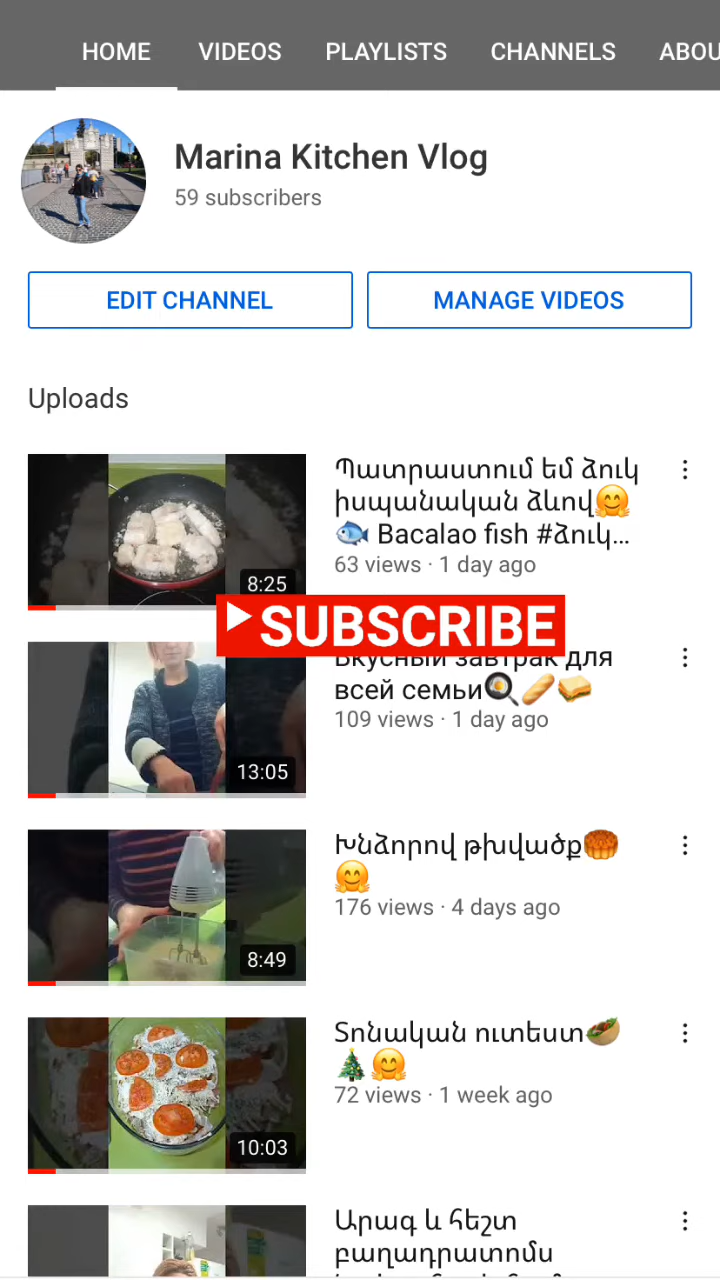 HOME VIDEOS PLAYLISTS CHANNELS ABOU
Marina Kitchen Vlog
59 subscribers
EDIT CHANNEL MANAGE VIDEOS
Uploads
Պատրաստում եմ ձուկ
իսպանական ձևով🤗
🐟 Bacalao fish #ձուկ...
63 views · 1 day ago
8:25
SUBSCRIBE
Вкусный завтрак для
всей семьи🍳🥖🥪
109 views · 1 day ago
13:05
Խնձորով թխվածք🥮
🤗
176 views · 4 days ago
8:49
Տոնական ուտեստ🥙
🎄🤗
72 views · 1 week ago
10:03
Արագ և հեշտ
բաղադրատոմս